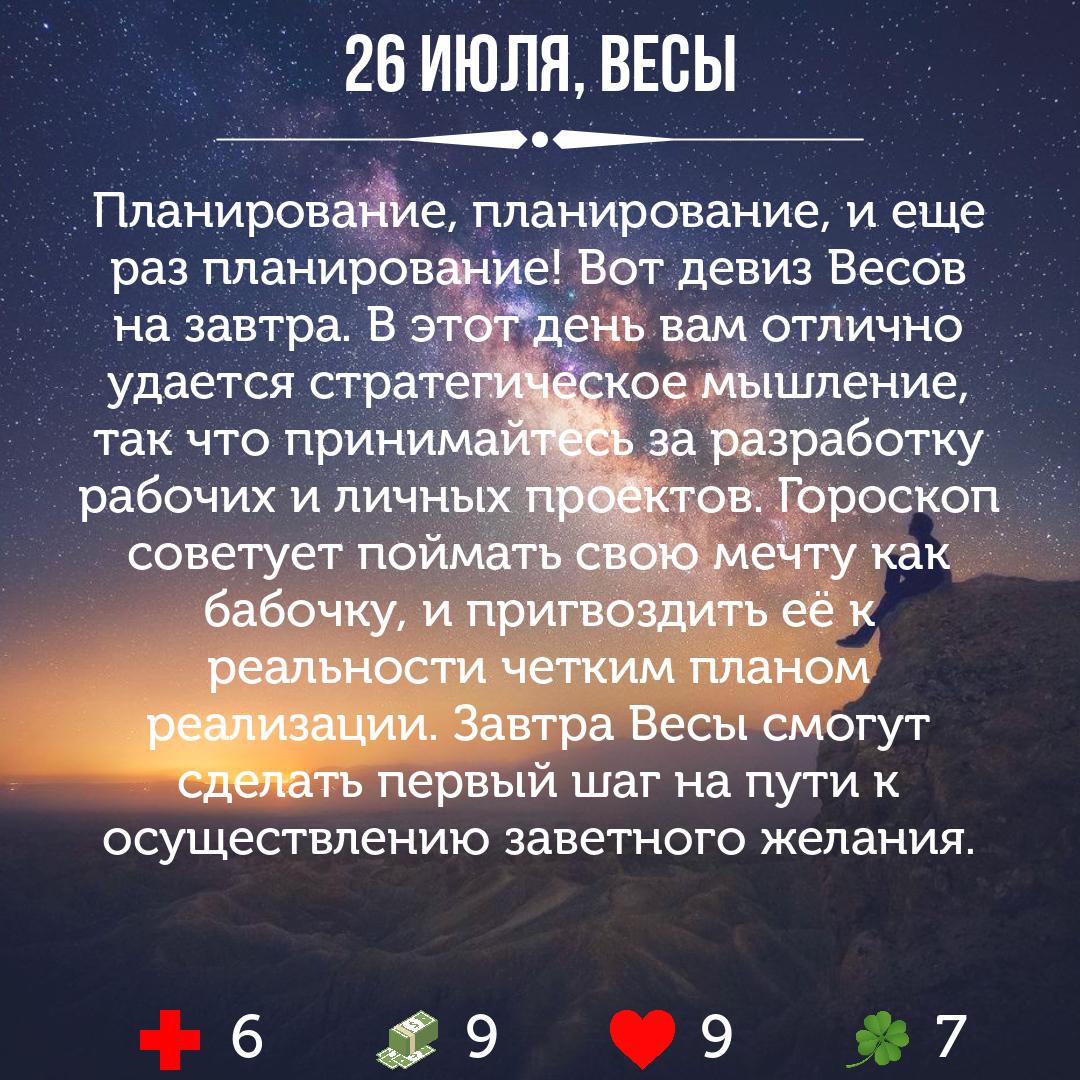 26 ИЮЛЯ, ВЕСЫ
Планирование, планирование, и еще
раз планирование! Вот девиз Весов
на завтра. В этот день вам отлично
удается стратегическое мышление,
так что принимайтесь за разработку
рабочих и личных проектов. Гороскоп
советует поймать свою мечту как
бабочку, и пригвоздить её к
реальности четким планом
реализации. Завтра Весы смогут
сделать первый шаг на пути к
осуществлению заветного желания.
6 9 9 7